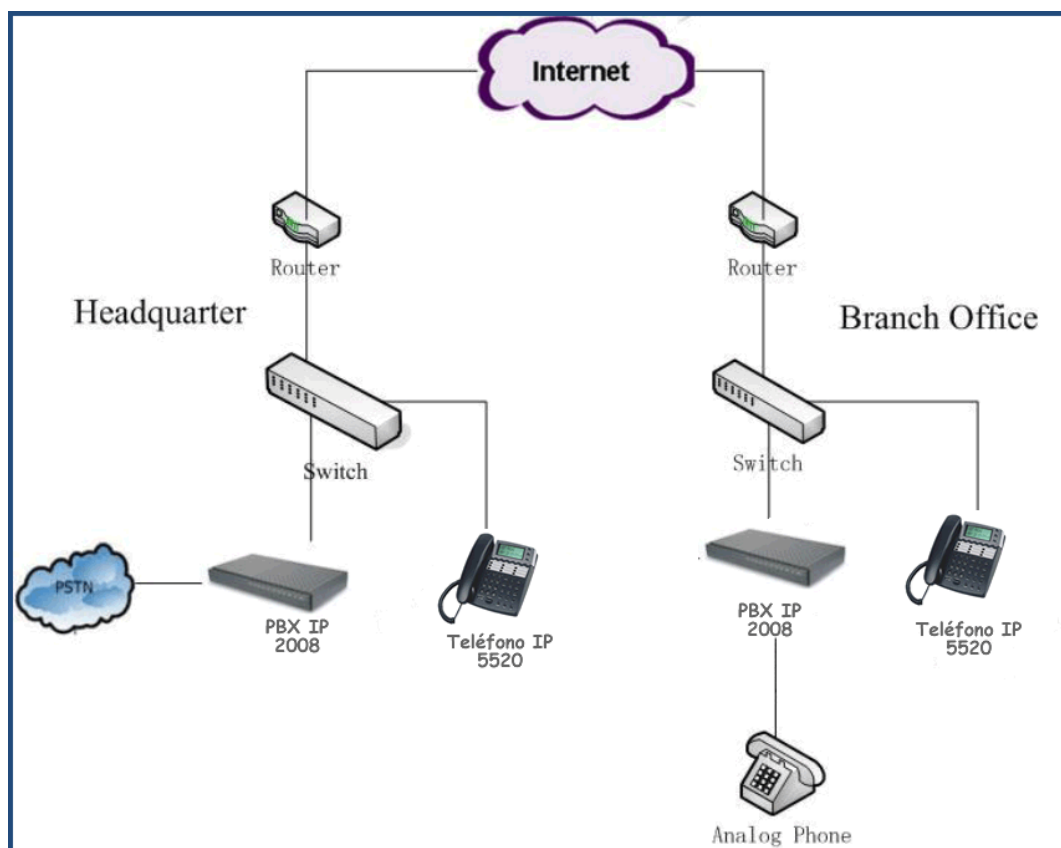 Internet
Router
Router
Headquarter
Branch Office
Switch
Switch
PSTN
PBX IP
2008
Teléfono IP
5520
PBX IP
2008
Teléfono IP
5520
Analog Phone